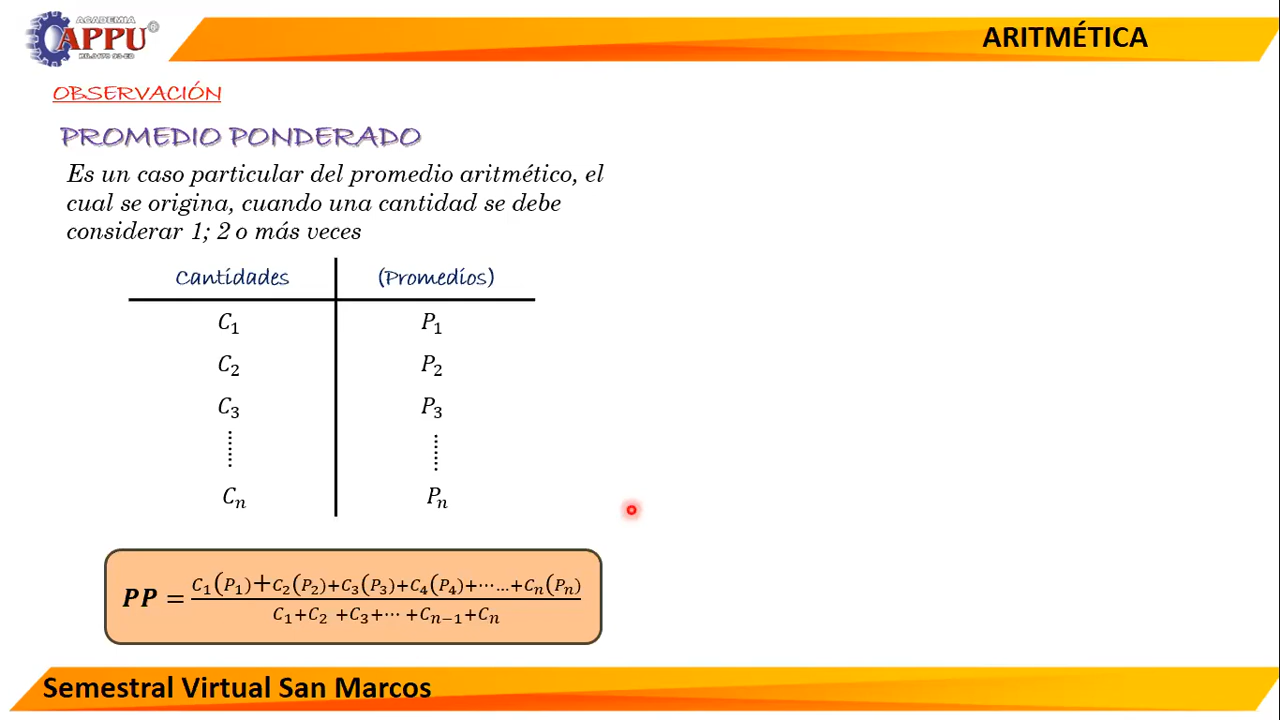 ACADEMIA
CAPPU®
ARITMÉTICA
OBSERVACIÓN
PROMEDIO PONDERADO
Es un caso particular del promedio aritmético, el
cual se origina, cuando una cantidad se debe
considerar 1; 2 o más veces
Cantidades (Promedios)
C₁ P₁
C₂ P₂
C₃ P₃
Cₙ Pₙ
PP = C₁(P₁)+C₂(P₂)+C₃(P₃)+C₄(P₄)+⋯…+Cₙ(Pₙ)
C₁+C₂ +C₃+⋯ +Cₙ₋₁+Cₙ
Semestral Virtual San Marcos